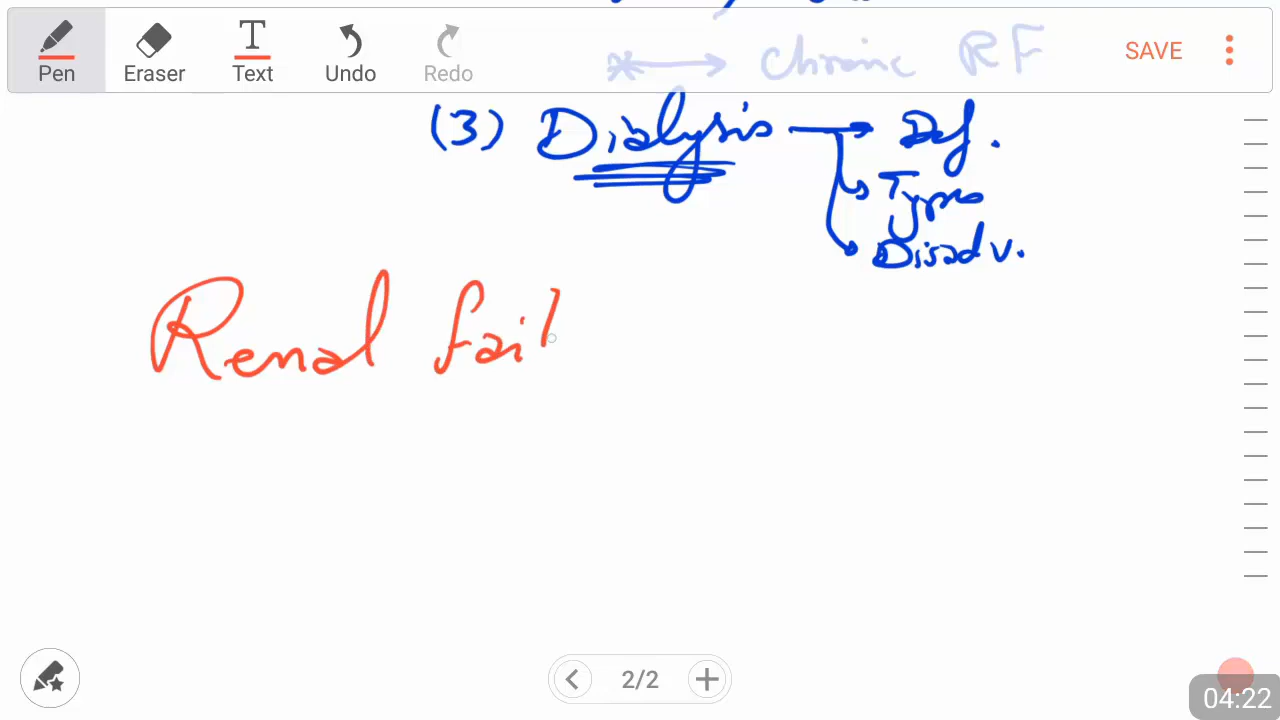 Pen Eraser Text Undo Redo SAVE
chronic RF
(3) Dialysis → Def.
Types
Disadv.
Renal fail
2/2
04:22